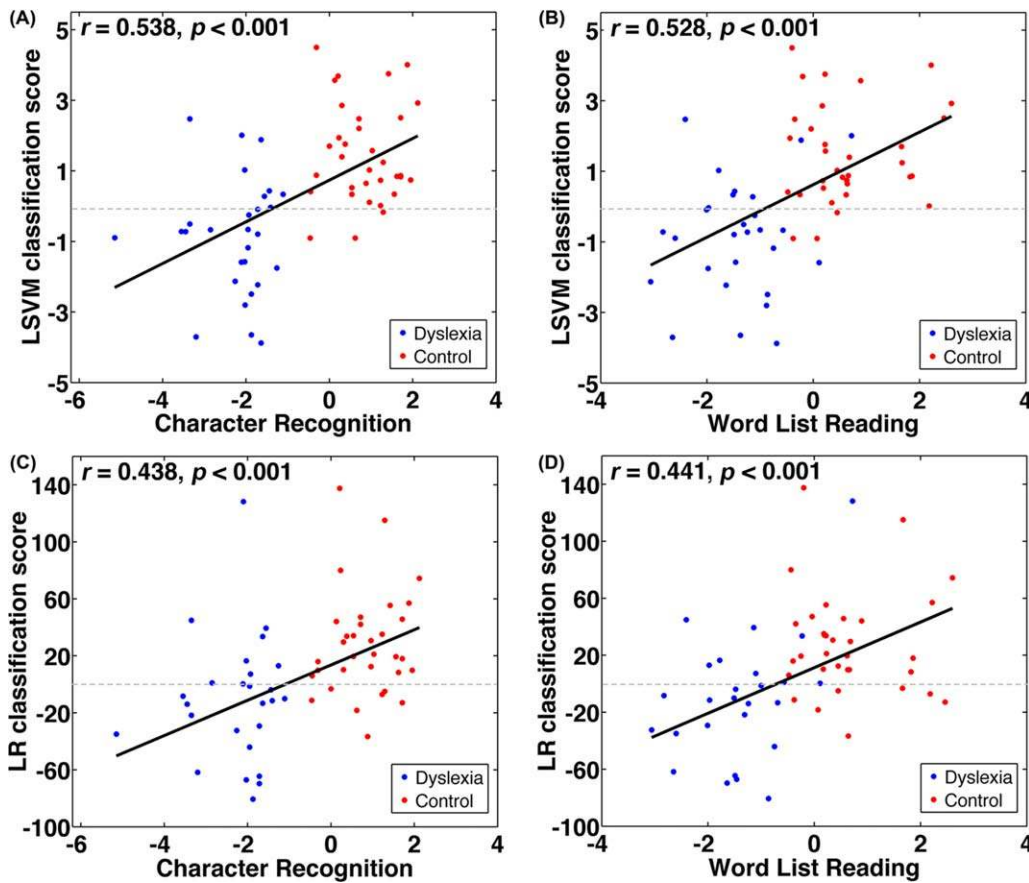 (A)
r = 0.538, p < 0.001
5
3
1
-1
-3
-5
LSVM classification score
-6
-4
-2
0
2
4
Character Recognition
Dyslexia
Control
(B)
r = 0.528, p < 0.001
5
3
1
-1
-3
-5
LSVM classification score
-4
-2
0
2
4
Word List Reading
Dyslexia
Control
(C)
r = 0.438, p < 0.001
140
100
60
20
-20
-60
-100
LR classification score
-6
-4
-2
0
2
4
Character Recognition
Dyslexia
Control
(D)
r = 0.441, p < 0.001
140
100
60
20
-20
-60
-100
LR classification score
-4
-2
0
2
4
Word List Reading
Dyslexia
Control